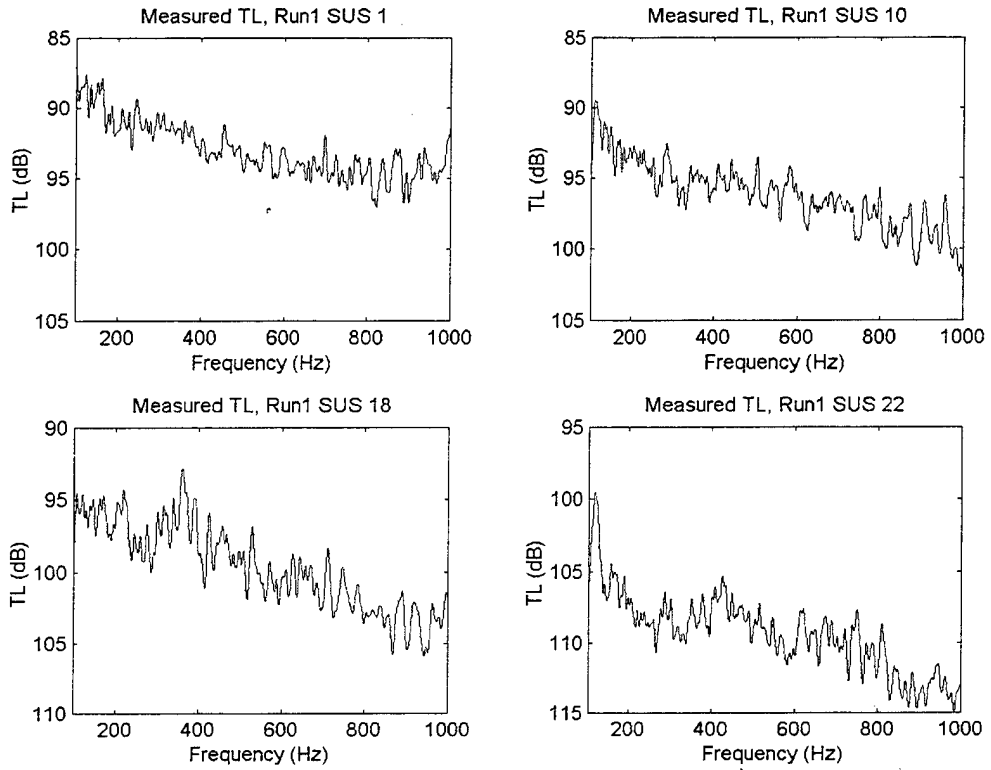 Measured TL, Run1 SUS 1
85
90
95
100
105
TL (dB)
200 400 600 800 1000
Frequency (Hz)
Measured TL, Run1 SUS 10
85
90
95
100
105
TL (dB)
200 400 600 800 1000
Frequency (Hz)
Measured TL, Run1 SUS 18
90
95
100
105
110
TL (dB)
200 400 600 800 1000
Frequency (Hz)
Measured TL, Run1 SUS 22
95
100
105
110
115
TL (dB)
200 400 600 800 1000
Frequency (Hz)